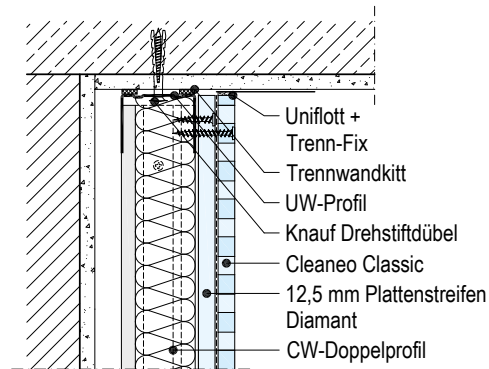 Uniflott +
Trenn-Fix
Trennwandkitt
UW-Profil
Knauf Drehstiftdübel
Cleaneo Classic
12,5 mm Plattenstreifen
Diamant
CW-Doppelprofil